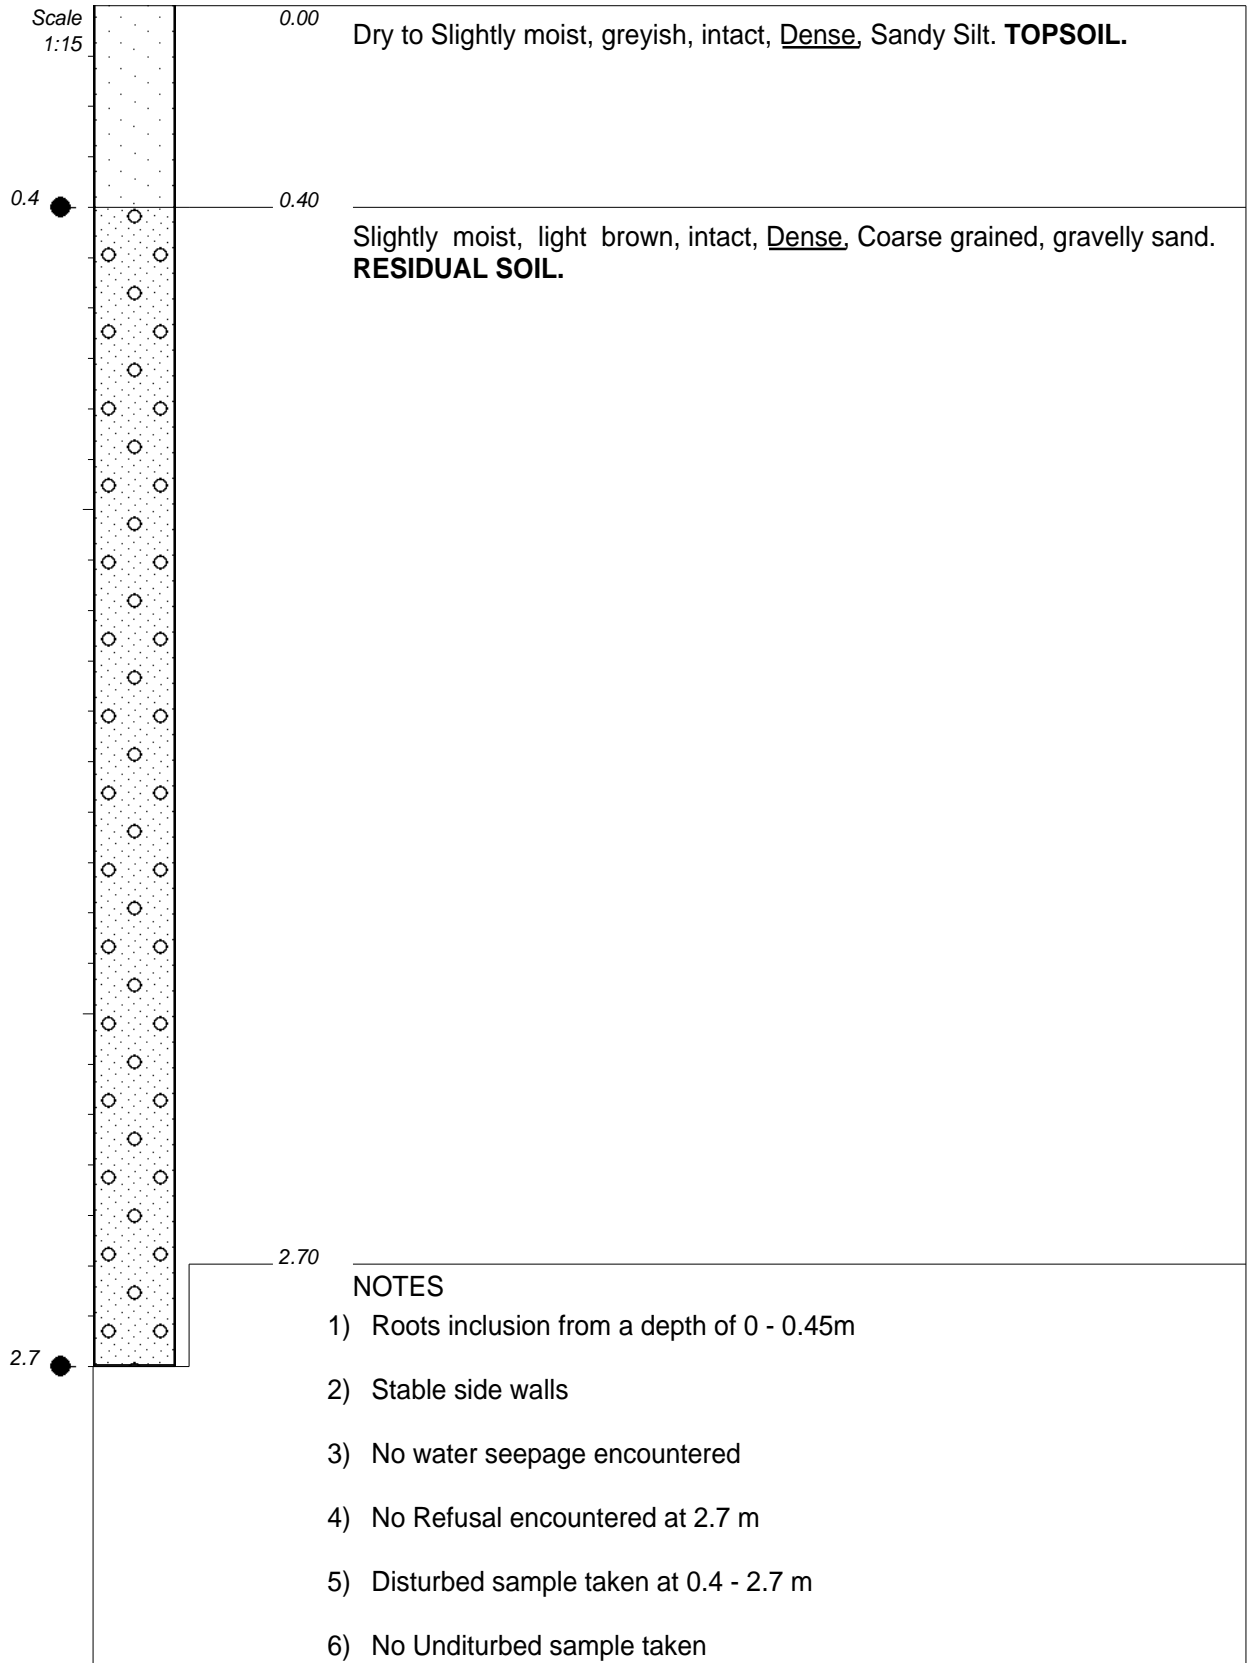 Scale
1:15
0.00
Dry to Slightly moist, greyish, intact, Dense, Sandy Silt. TOPSOIL.
0.4
0.40
Slightly moist, light brown, intact, Dense, Coarse grained, gravelly sand.
RESIDUAL SOIL.
2.70
NOTES
1) Roots inclusion from a depth of 0 - 0.45m
2.7
2) Stable side walls
3) No water seepage encountered
4) No Refusal encountered at 2.7 m
5) Disturbed sample taken at 0.4 - 2.7 m
6) No Unditurbed sample taken